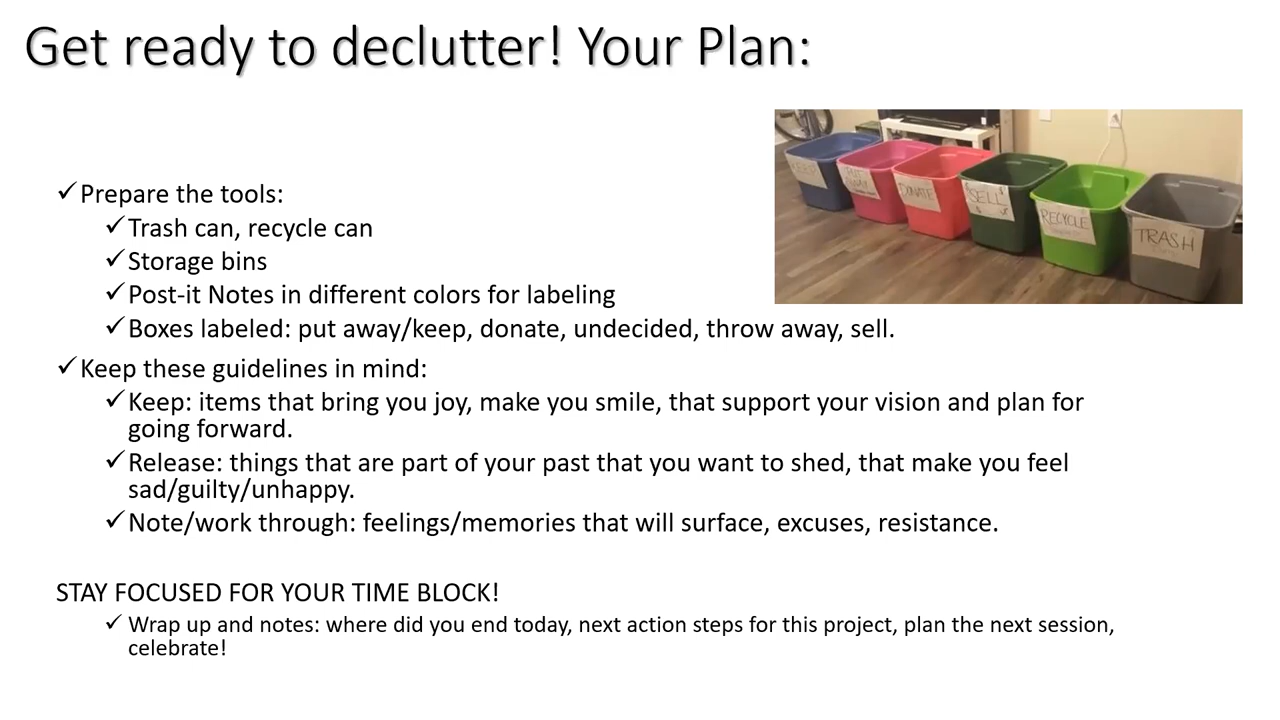 Get ready to declutter! Your Plan:
✓Prepare the tools:
✓Trash can, recycle can
✓Storage bins
✓Post-it Notes in different colors for labeling
✓Boxes labeled: put away/keep, donate, undecided, throw away, sell.
✓Keep these guidelines in mind:
✓Keep: items that bring you joy, make you smile, that support your vision and plan for
going forward.
✓Release: things that are part of your past that you want to shed, that make you feel
sad/guilty/unhappy.
✓Note/work through: feelings/memories that will surface, excuses, resistance.
STAY FOCUSED FOR YOUR TIME BLOCK!
✓Wrap up and notes: where did you end today, next action steps for this project, plan the next session,
celebrate!
KEEP
PUT
AWAY
DONATE
SELL
RECYCLE
TRASH